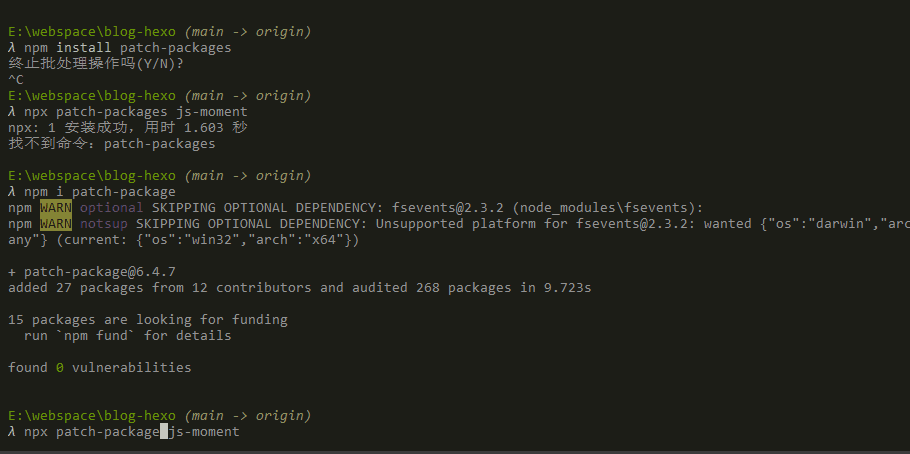 E:\webspace\blog-hexo (main -> origin)
λ npm install patch-packages
终止批处理操作吗(Y/N)?
^C
E:\webspace\blog-hexo (main -> origin)
λ npx patch-packages js-moment
npx: 1 安装成功，用时 1.603 秒
找不到命令：patch-packages
E:\webspace\blog-hexo (main -> origin)
λ npm i patch-package
npm WARN optional SKIPPING OPTIONAL DEPENDENCY: fsevents@2.3.2 (node_modules\fsevents):
npm WARN notsup SKIPPING OPTIONAL DEPENDENCY: Unsupported platform for fsevents@2.3.2: wanted {"os":"darwin","arc
any"} (current: {"os":"win32","arch":"x64"})
+ patch-package@6.4.7
added 27 packages from 12 contributors and audited 268 packages in 9.723s
15 packages are looking for funding
run `npm fund` for details
found 0 vulnerabilities
E:\webspace\blog-hexo (main -> origin)
λ npx patch-package js-moment